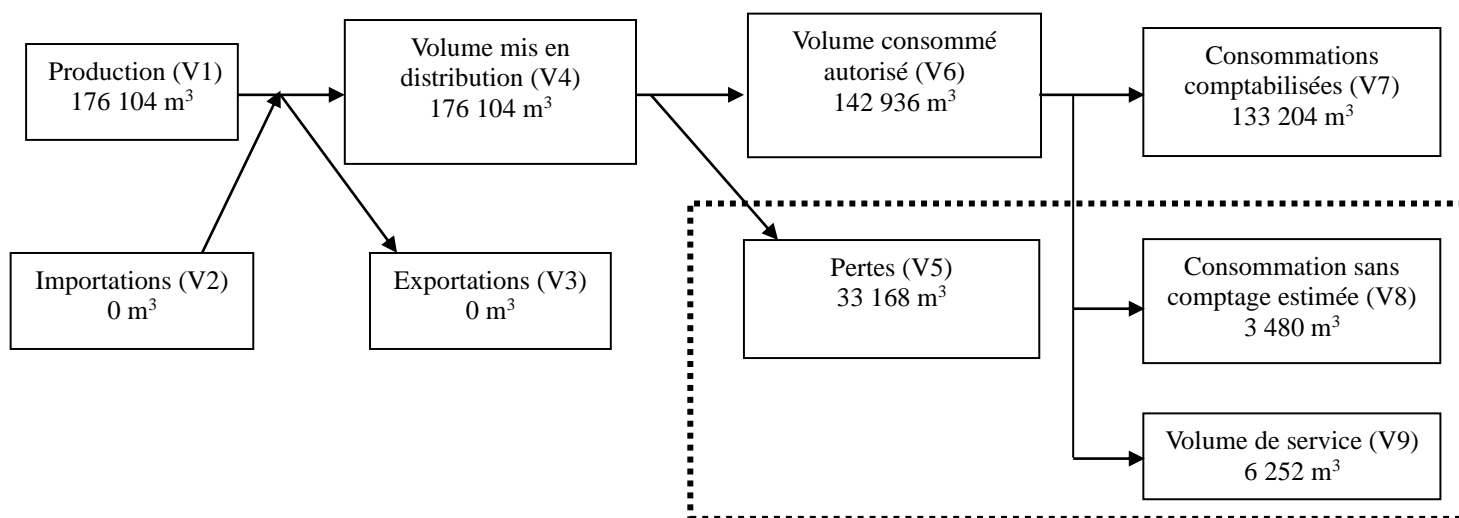 Production (V1)
176 104 m³
Volume mis en
distribution (V4)
176 104 m³
Volume consommé
autorisé (V6)
142 936 m³
Consommations
comptabilisées (V7)
133 204 m³
Importations (V2)
0 m³
Exportations (V3)
0 m³
Pertes (V5)
33 168 m³
Consommation sans
comptage estimée (V8)
3 480 m³
Volume de service (V9)
6 252 m³